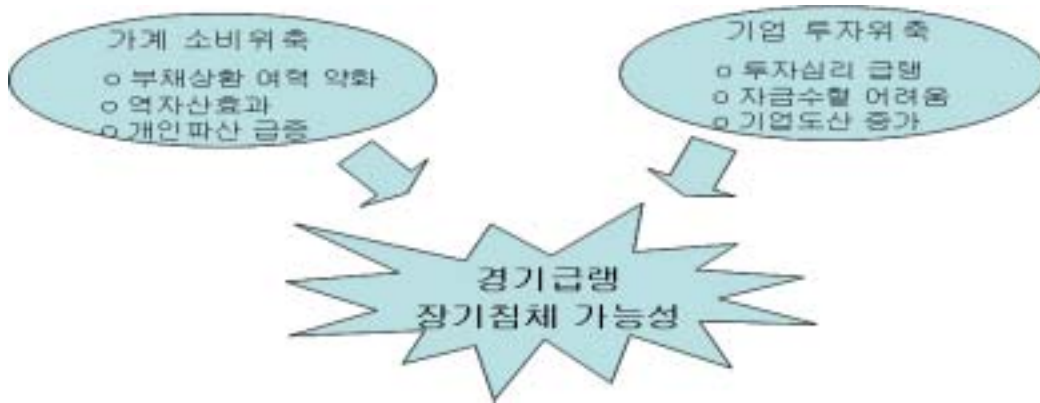 가계 소비위축
o 부채상환 여력 약화
o 역자산효과
o 개인파산 급증
기업 투자위축
o 투자심리 급랭
o 자금수혈 어려움
o 기업도산 증가
경기급랭
장기침체 가능성